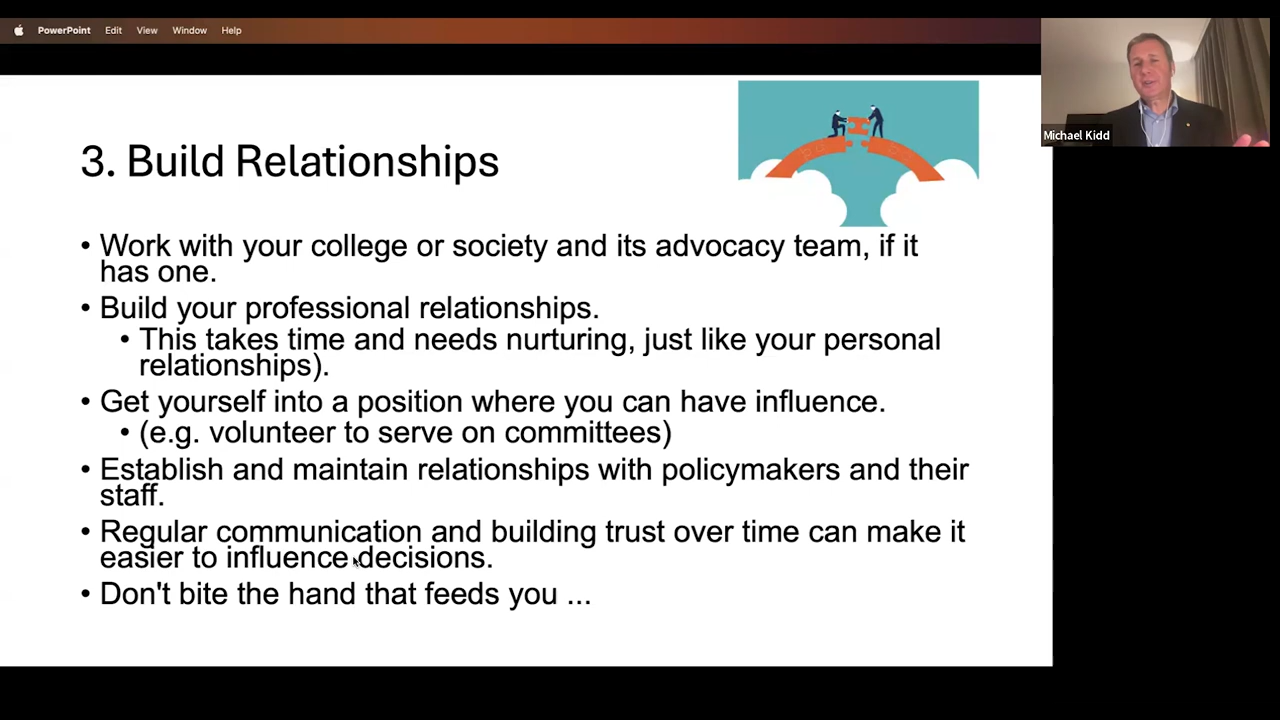 PowerPoint Edit View Window Help
Michael Kidd
3. Build Relationships
• Work with your college or society and its advocacy team, if it
has one.
• Build your professional relationships.
• This takes time and needs nurturing, just like your personal
relationships).
• Get yourself into a position where you can have influence.
• (e.g. volunteer to serve on committees)
• Establish and maintain relationships with policymakers and their
staff.
• Regular communication and building trust over time can make it
easier to influence decisions.
• Don't bite the hand that feeds you ...